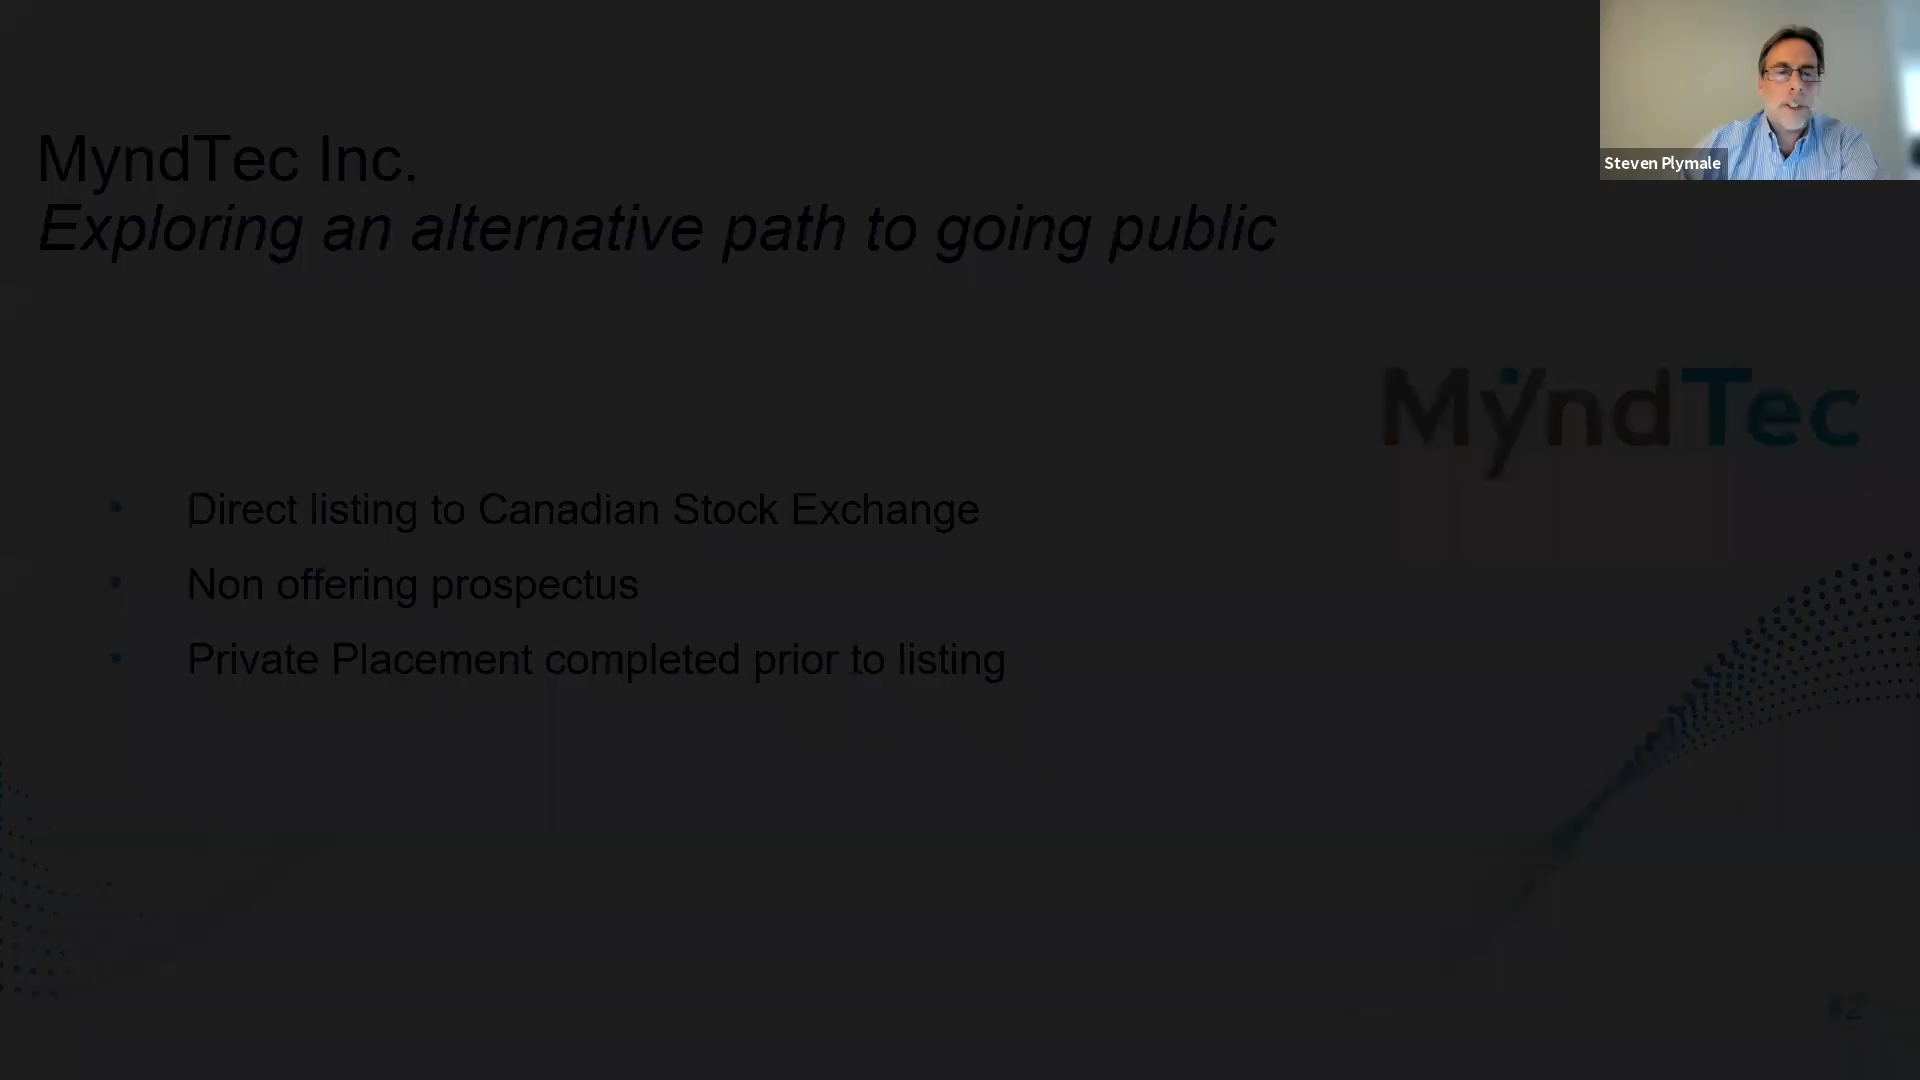 Steven Plymale
MyndTec Inc.
Exploring an alternative path to going public
MyndTec
• Direct listing to Canadian Stock Exchange
• Non offering prospectus
• Private Placement completed prior to listing